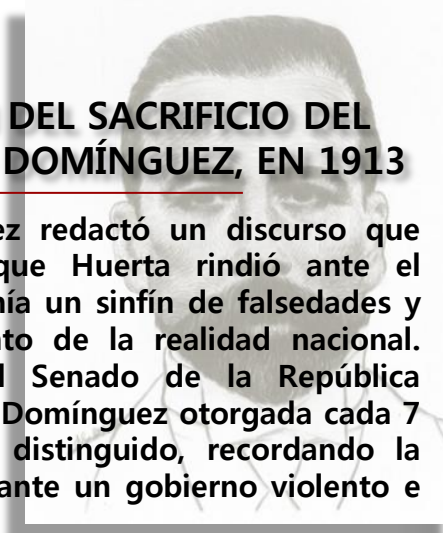 DEL SACRIFICIO DEL
DOMÍNGUEZ, EN 1913
ez redactó un discurso que
que Huerta rindió ante el
nía un sinfín de falsedades y
to de la realidad nacional.
l Senado de la República
Domínguez otorgada cada 7
distinguido, recordando la
ante un gobierno violento e